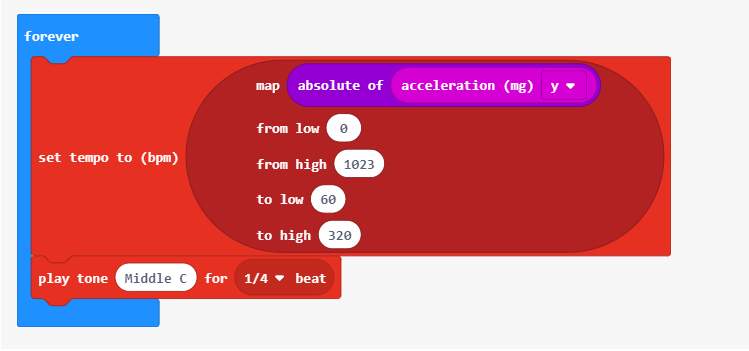 forever
map absolute of acceleration (mg) y
from low 0
set tempo to (bpm)
from high 1023
to low 60
to high 320
play tone Middle C for 1/4 beat